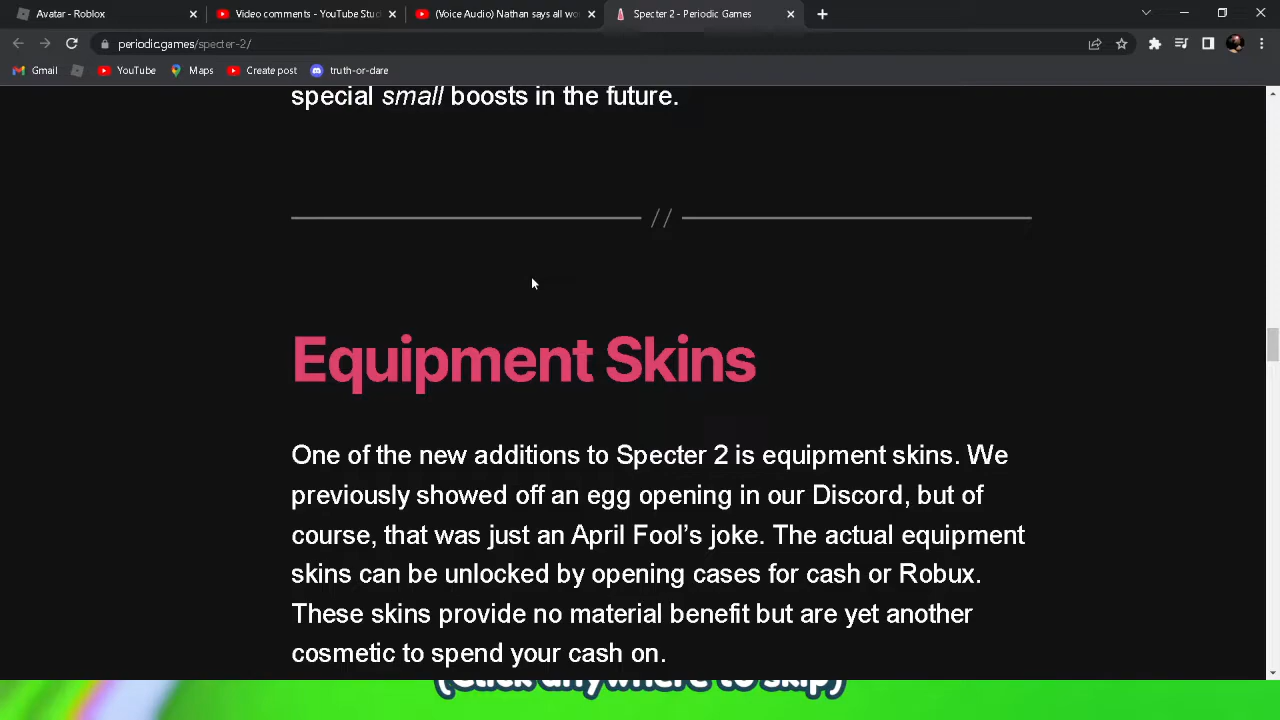 Avatar - Roblox
Video comments - YouTube Stud
(Voice Audio) Nathan says all wo
Specter 2 - Periodic Games
periodic.games/specter-2/
Gmail
YouTube
Maps
Create post
truth-or-dare
special small boosts in the future.
//
Equipment Skins
One of the new additions to Specter 2 is equipment skins. We
previously showed off an egg opening in our Discord, but of
course, that was just an April Fool’s joke. The actual equipment
skins can be unlocked by opening cases for cash or Robux.
These skins provide no material benefit but are yet another
cosmetic to spend your cash on.
(Click anywhere to skip)